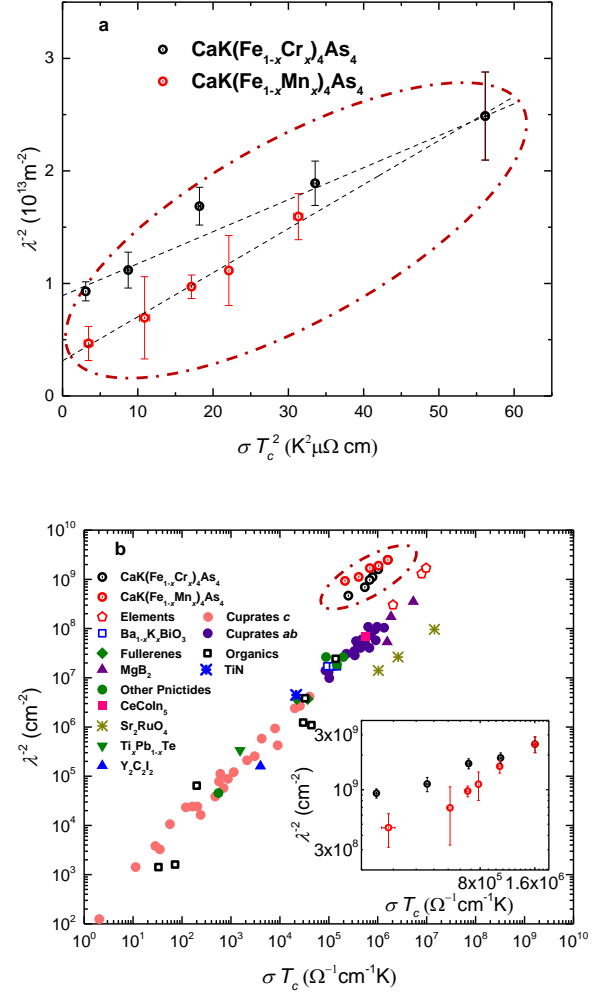 a
CaK(Fe1-xCrx)4As4
CaK(Fe1-xMnx)4As4
3
2
1
0
λ-2 (1013m-2)
0 10 20 30 40 50 60
σ Tc2 (K2μΩ cm)
b
1010
109
108
107
106
105
104
103
102
λ-2 (cm-2)
CaK(Fe1-xCrx)4As4
CaK(Fe1-xMnx)4As4
Elements
Ba1-xKxBiO3
Fullerenes
MgB2
Other Pnictides
CeCoIn5
Sr2RuO4
TixPb1-xTe
Y2C2I2
Cuprates c
Cuprates ab
Organics
TiN
3x109
109
3x108
λ-2 (cm-2)
8x105 1.6x106
σ Tc (Ω-1cm-1K)
100 101 102 103 104 105 106 107 108 109 1010
σ Tc (Ω-1cm-1K)